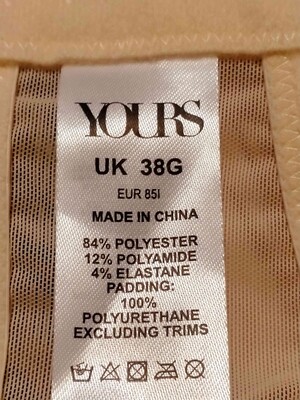 YOURS
UK 38G
EUR 85I
MADE IN CHINA
84% POLYESTER
12% POLYAMIDE
4% ELASTANE
PADDING:
100%
POLYURETHANE
EXCLUDING TRIMS